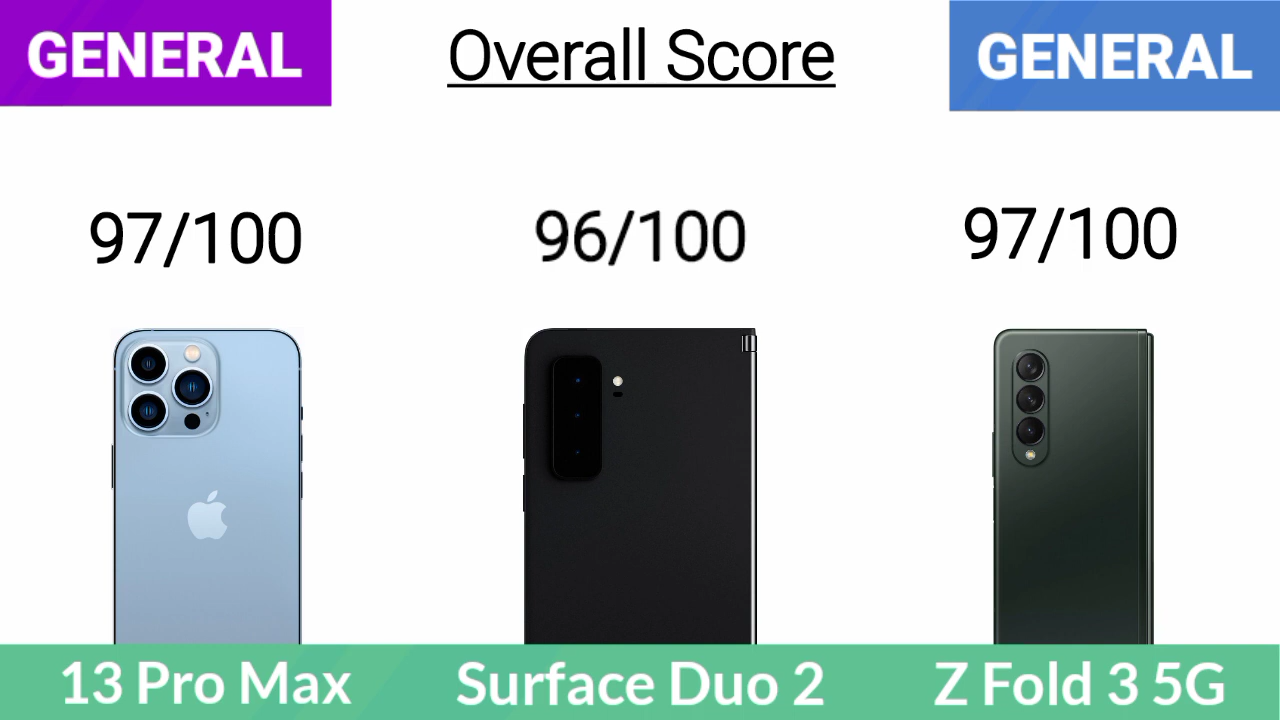 GENERAL
Overall Score
GENERAL
97/100
96/100
97/100
13 Pro Max
Surface Duo 2
Z Fold 3 5G